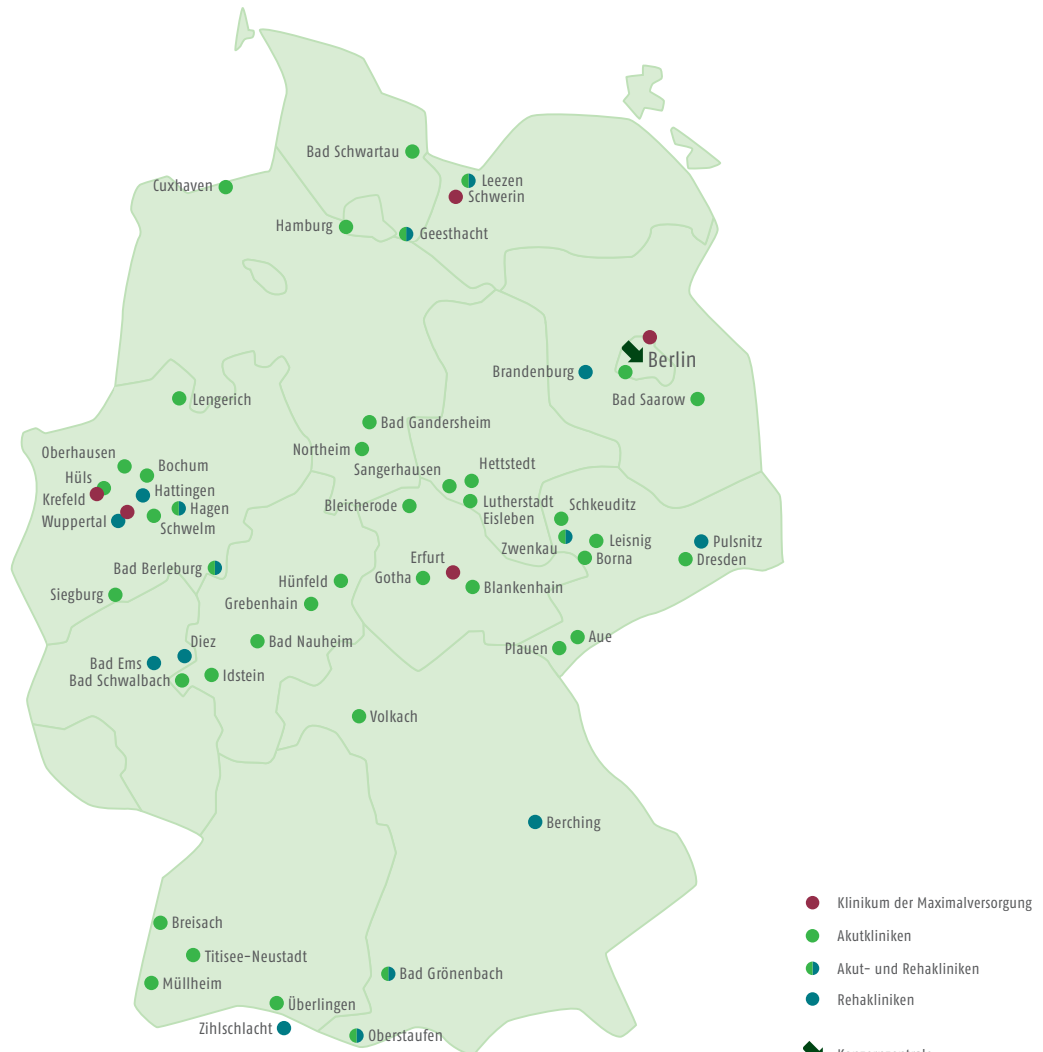 Bad Schwartau
Leezen
Cuxhaven
Schwerin
Hamburg
Geesthacht
Berlin
Brandenburg
Bad Saarow
Lengerich
Bad Gandersheim
Northeim
Oberhausen
Bochum
Sangerhausen
Hettstedt
Hüls
Hattingen
Krefeld
Hagen
Bleicherode
Lutherstadt
Eisleben
Schkeuditz
Wuppertal
Schwelm
Zwenkau
Leisnig
Pulsnitz
Borna
Dresden
Bad Berleburg
Erfurt
Hünfeld
Gotha
Blankenhain
Siegburg
Grebenhain
Diez
Bad Nauheim
Aue
Plauen
Bad Ems
Bad Schwalbach
Idstein
Volkach
Berching
Breisach
Titisee-Neustadt
Müllheim
Bad Grönenbach
Überlingen
Zihlschlacht
Oberstaufen
Klinikum der Maximalversorgung
Akutkliniken
Akut- und Rehakliniken
Rehakliniken